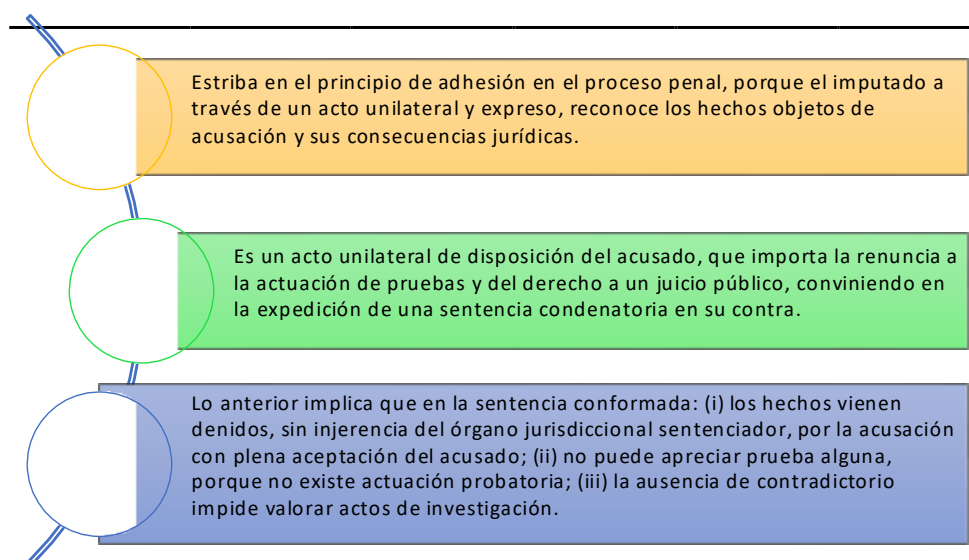 Estriba en el principio de adhesión en el proceso penal, porque el imputado a
través de un acto unilateral y expreso, reconoce los hechos objetos de
acusación y sus consecuencias jurídicas.
Es un acto unilateral de disposición del acusado, que importa la renuncia a
la actuación de pruebas y del derecho a un juicio público, conviniendo en
la expedición de una sentencia condenatoria en su contra.
Lo anterior implica que en la sentencia conformada: (i) los hechos vienen
denidos, sin injerencia del órgano jurisdiccional sentenciador, por la acusación
con plena aceptación del acusado; (ii) no puede apreciar prueba alguna,
porque no existe actuación probatoria; (iii) la ausencia de contradictorio
impide valorar actos de investigación.